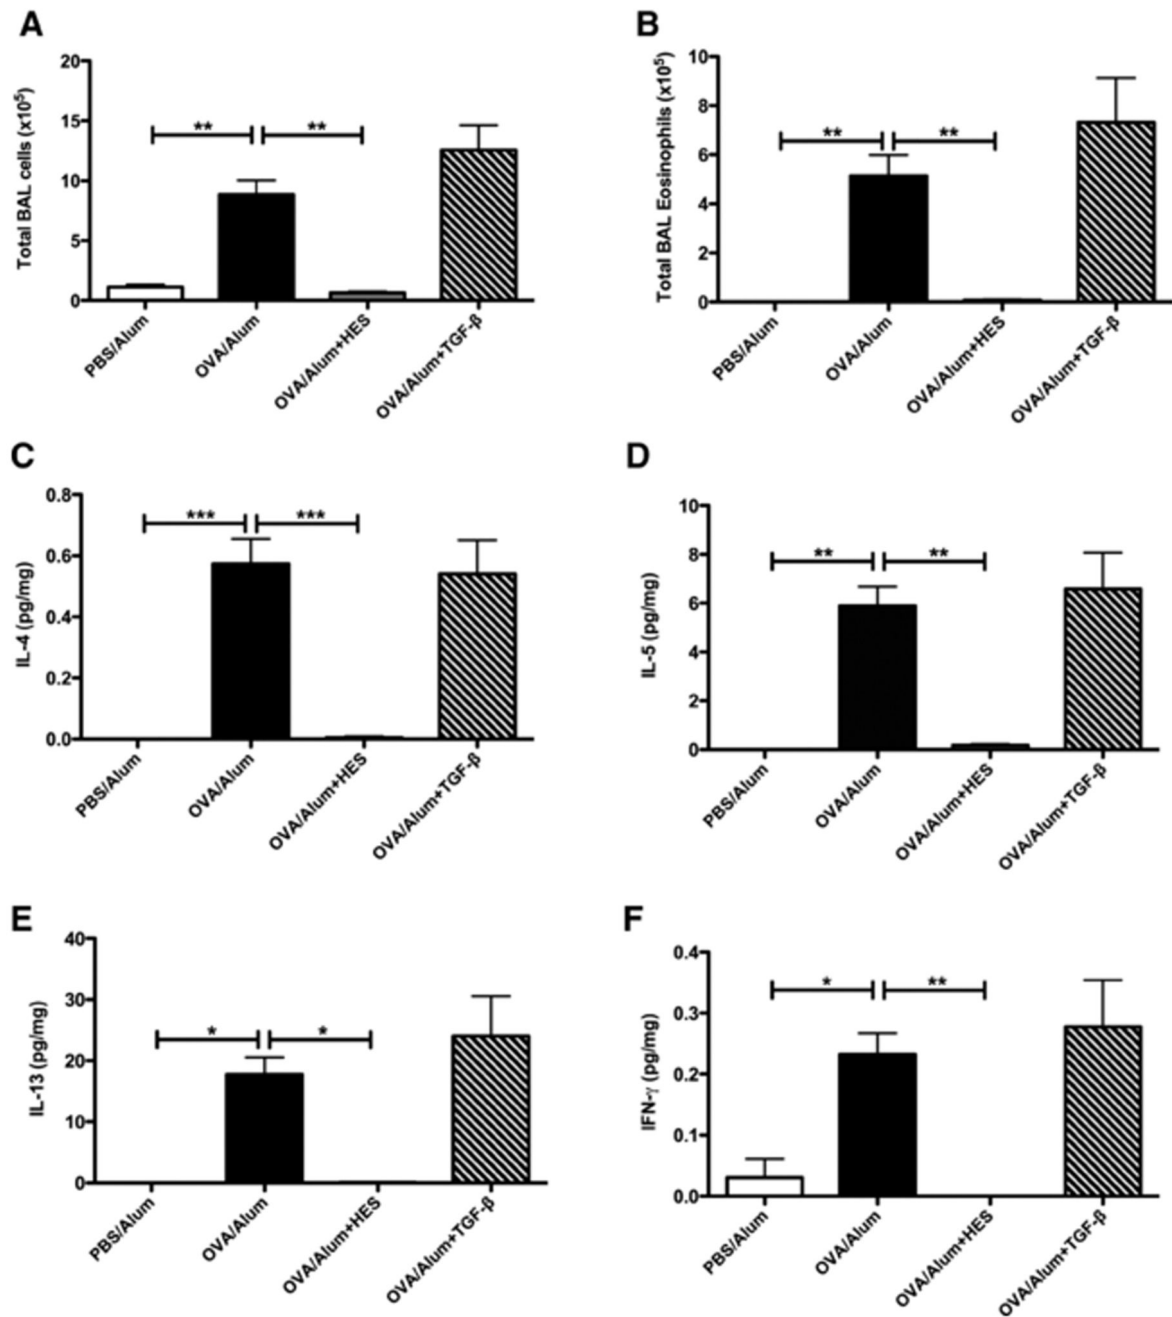 A
Total BAL cells (x10⁵)
20
15
10
5
0
** **
PBS/Alum
OVA/Alum
OVA/Alum+HES
OVA/Alum+TGF-β
B
Total BAL Eosinophils (x10⁵)
10
8
6
4
2
0
** **
PBS/Alum
OVA/Alum
OVA/Alum+HES
OVA/Alum+TGF-β
C
IL-4 (pg/mg)
0.8
0.6
0.4
0.2
0.0
*** ***
PBS/Alum
OVA/Alum
OVA/Alum+HES
OVA/Alum+TGF-β
D
IL-5 (pg/mg)
10
8
6
4
2
0
** **
PBS/Alum
OVA/Alum
OVA/Alum+HES
OVA/Alum+TGF-β
E
IL-13 (pg/mg)
40
30
20
10
0
* *
PBS/Alum
OVA/Alum
OVA/Alum+HES
OVA/Alum+TGF-β
F
IFN-γ (pg/mg)
0.4
0.3
0.2
0.1
0.0
* **
PBS/Alum
OVA/Alum
OVA/Alum+HES
OVA/Alum+TGF-β